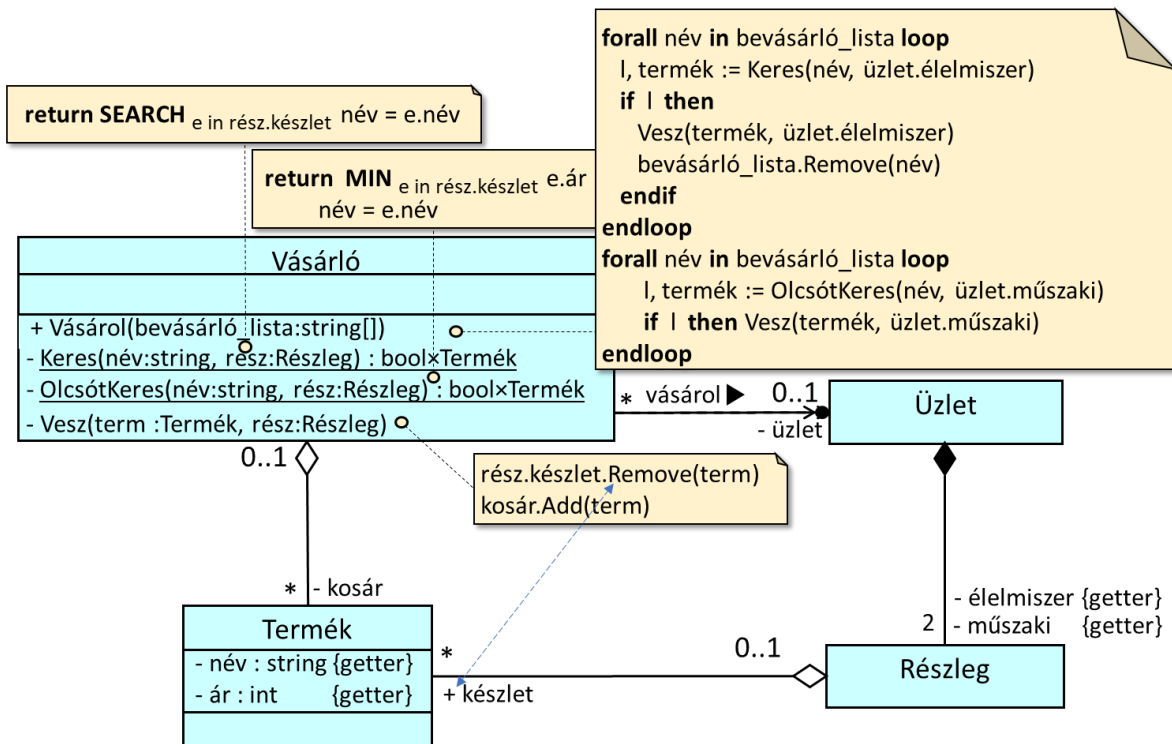 forall név in bevásárló_lista loop
l, termék := Keres(név, üzlet.élelmiszer)
if l then
Vesz(termék, üzlet.élelmiszer)
bevásárló_lista.Remove(név)
endif
endloop
forall név in bevásárló_lista loop
l, termék := OlcsótKeres(név, üzlet.műszaki)
if l then Vesz(termék, üzlet.műszaki)
endloop
return SEARCH e in rész.készlet név = e.név
return MIN e in rész.készlet e.ár
név = e.név
Vásárló
+ Vásárol(bevásárló_lista:string[])
- Keres(név:string, rész:Részleg) : bool×Termék
- OlcsótKeres(név:string, rész:Részleg) : bool×Termék
- Vesz(term :Termék, rész:Részleg)
* vásárol ▶ 0..1
- üzlet
Üzlet
0..1
rész.készlet.Remove(term)
kosár.Add(term)
* - kosár
- élelmiszer {getter}
2 - műszaki {getter}
Termék
- név : string {getter}
- ár : int {getter}
*
+ készlet
0..1
Részleg